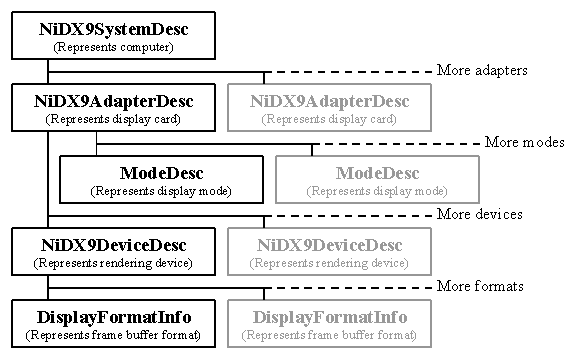 NiDX9SystemDesc
(Represents computer)
More adapters
NiDX9AdapterDesc
(Represents display card)
NiDX9AdapterDesc
(Represents display card)
More modes
ModeDesc
(Represents display mode)
ModeDesc
(Represents display mode)
More devices
NiDX9DeviceDesc
(Represents rendering device)
NiDX9DeviceDesc
(Represents rendering device)
More formats
DisplayFormatInfo
(Represents frame buffer format)
DisplayFormatInfo
(Represents frame buffer format)